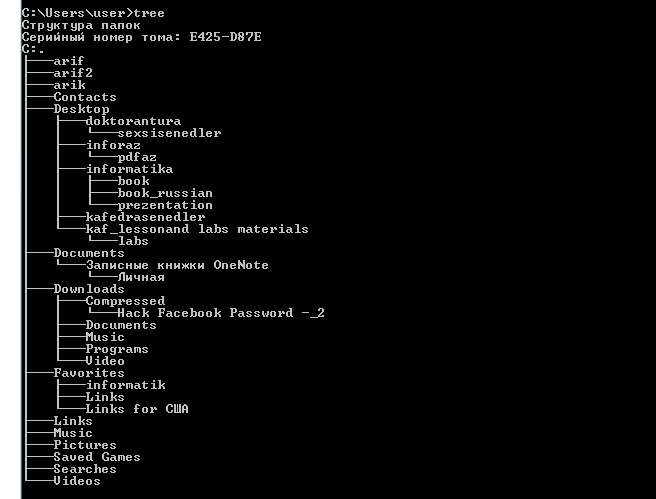 C:\Users\user>tree
Структура папок
Серийный номер тома: E425-D87E
C:.
├───arif
├───arif2
├───arik
├───Contacts
├───Desktop
│   ├───doktorantura
│   │   └───sexsisenedler
│   ├───inforaz
│   │   └───pdfaz
│   ├───informatika
│   │   ├───book
│   │   ├───book_russian
│   │   └───prezentation
│   ├───kafedrasenedler
│   └───kaf_lessonand labs materials
│       └───labs
├───Documents
│   └───Записные книжки OneNote
│       └───Личная
├───Downloads
│   ├───Compressed
│   │   └───Hack Facebook Password -_2
│   ├───Documents
│   ├───Music
│   ├───Programs
│   └───Video
├───Favorites
│   ├───informatik
│   ├───Links
│   └───Links for США
├───Links
├───Music
├───Pictures
├───Saved Games
├───Searches
└───Videos